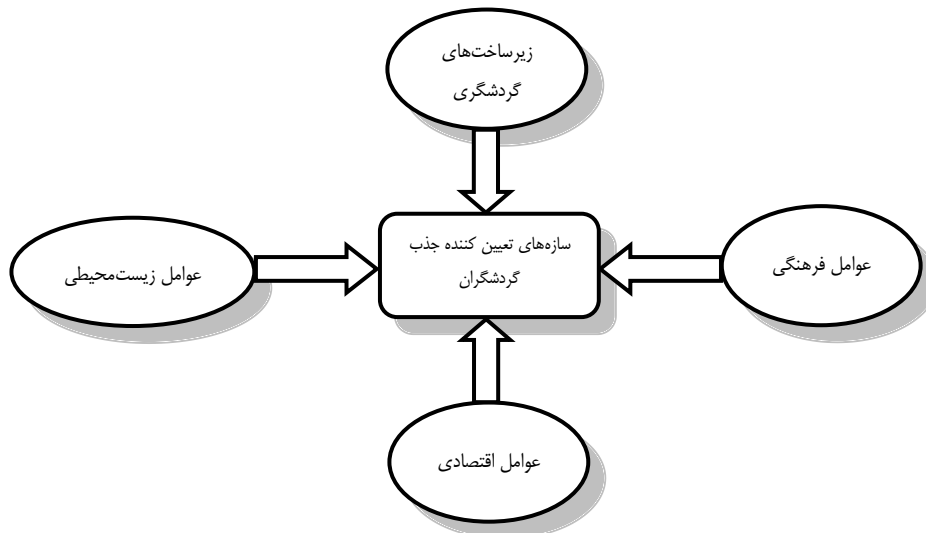 زیرساخت‌های
گردشگری
سازه‌های تعیین کننده جذب
گردشگران
عوامل فرهنگی
عوامل زیست‌محیطی
عوامل اقتصادی